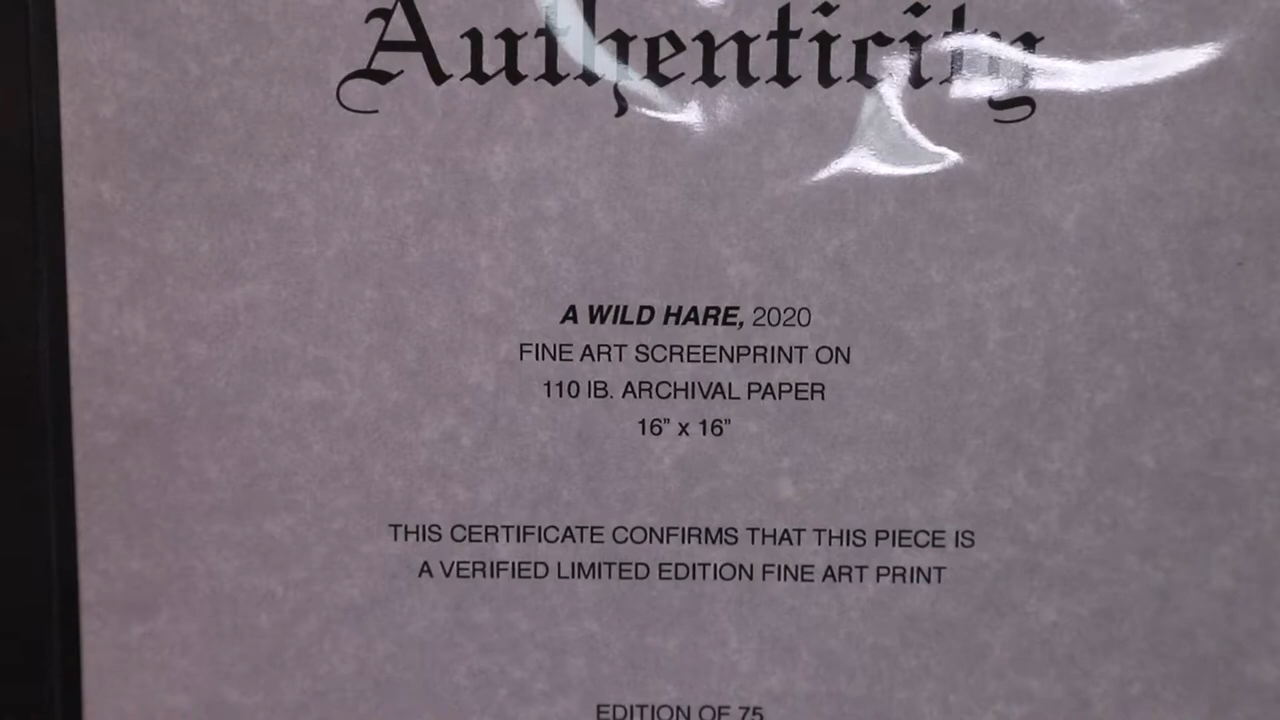 Authenticity
A WILD HARE, 2020
FINE ART SCREENPRINT ON
110 IB. ARCHIVAL PAPER
16” x 16”
THIS CERTIFICATE CONFIRMS THAT THIS PIECE IS
A VERIFIED LIMITED EDITION FINE ART PRINT
EDITION OF 75